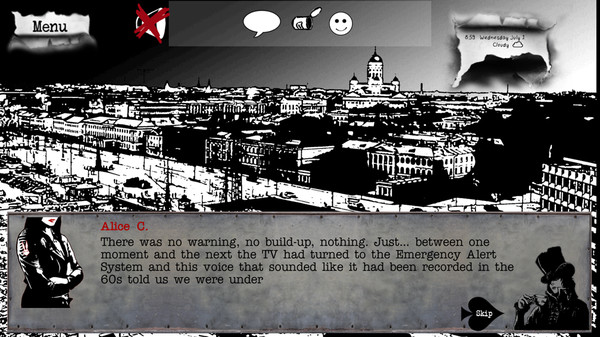 Menu
8:59 Wednesday July 3
Cloudy
Alice C.
There was no warning, no build-up, nothing. Just... between one
moment and the next the TV had turned to the Emergency Alert
System and this voice that sounded like it had been recorded in the
60s told us we were under
Skip